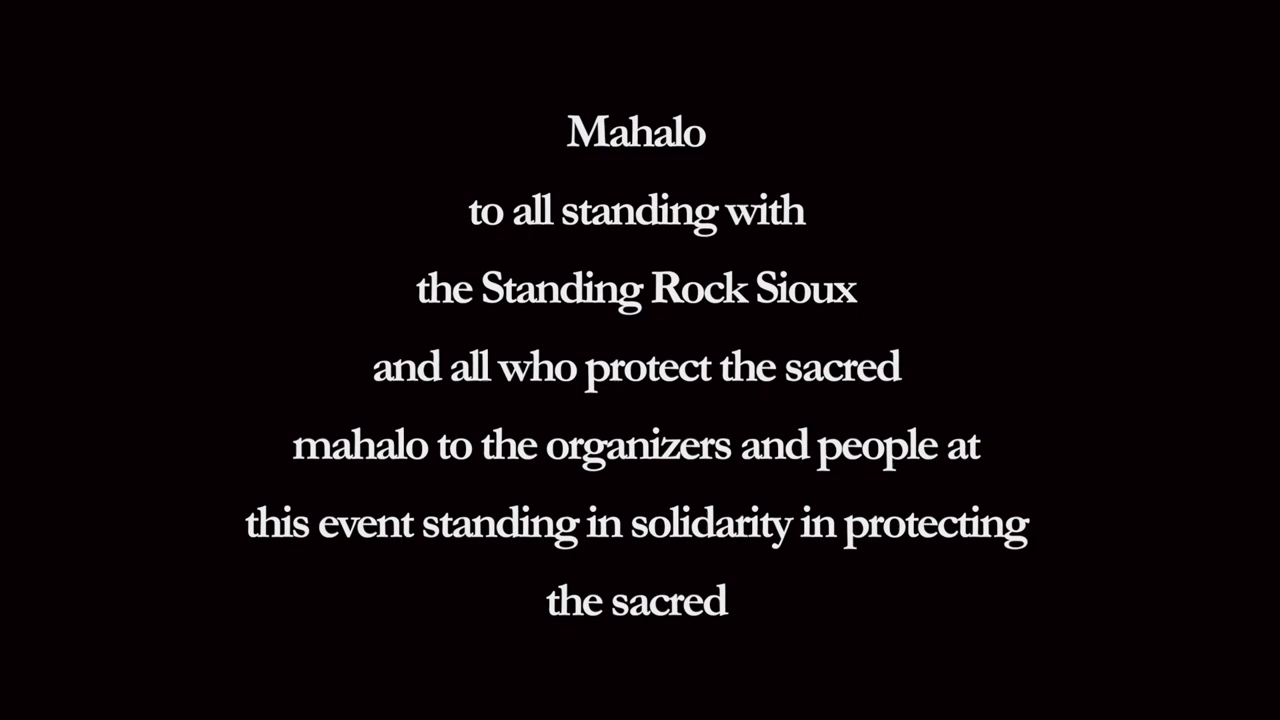 Mahalo
to all standing with
the Standing Rock Sioux
and all who protect the sacred
mahalo to the organizers and people at
this event standing in solidarity in protecting
the sacred